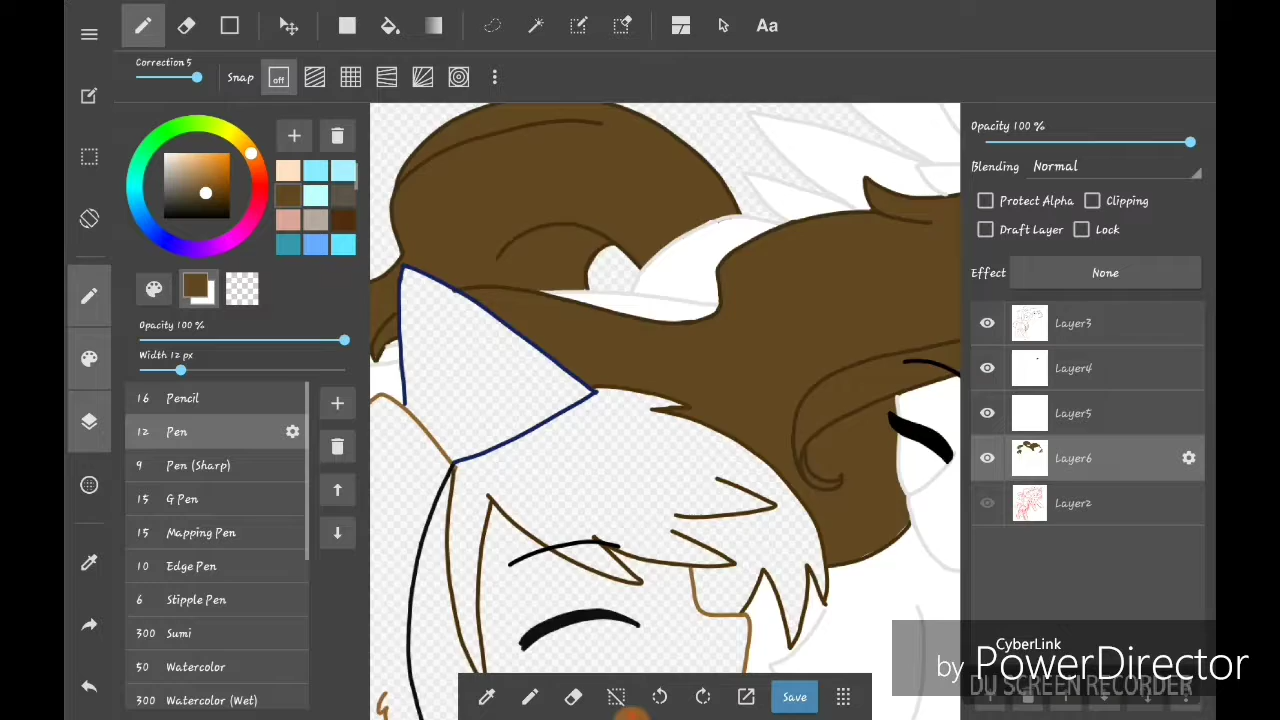 Aa
Correction 5
Snap
off
Opacity 100 %
Blending Normal
Protect Alpha
Clipping
Draft Layer
Lock
Effect
None
Opacity 100 %
Width 12 px
16 Pencil
12 Pen
9 Pen (Sharp)
15 G Pen
15 Mapping Pen
10 Edge Pen
6 Stipple Pen
300 Sumi
50 Watercolor
300 Watercolor (Wet)
Layer3
Layer4
Layer5
Layer6
Layer2
Save
CyberLink
by PowerDirector
DU SCREEN RECORDER